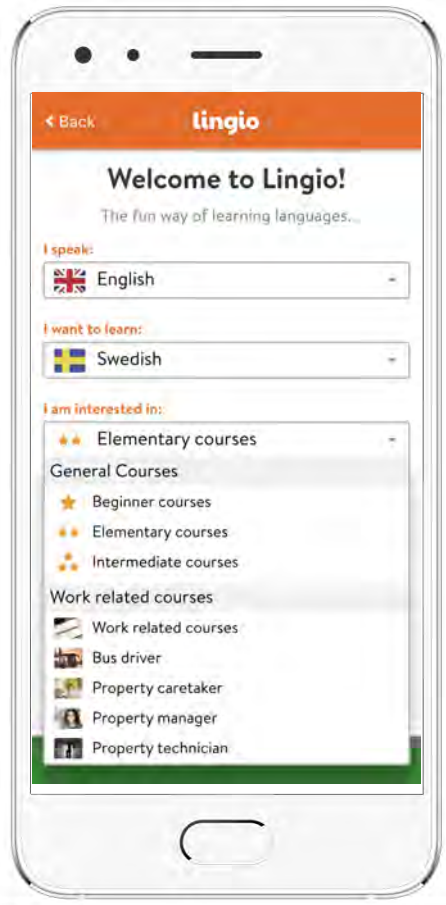 Back
lingio
Welcome to Lingio!
The fun way of learning languages.
I speak:
English
I want to learn:
Swedish
I am interested in:
Elementary courses
General Courses
Beginner courses
Elementary courses
Intermediate courses
Work related courses
Work related courses
Bus driver
Property caretaker
Property manager
Property technician